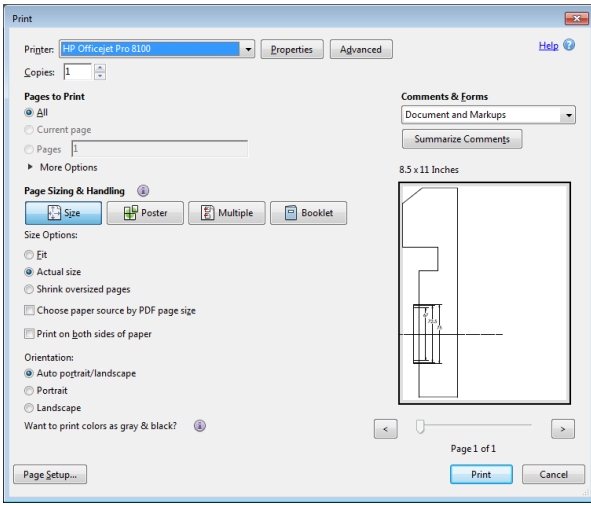 Print
Printer: HP Officejet Pro 8100 Properties Advanced Help
Copies: 1
Pages to Print
All
Current page
Pages 1
More Options
Comments & Forms
Document and Markups
Summarize Comments
8.5 x 11 Inches
Page Sizing & Handling
Size Poster Multiple Booklet
Size Options:
Fit
Actual size
Shrink oversized pages
Choose paper source by PDF page size
Print on both sides of paper
Orientation:
Auto portrait/landscape
Portrait
Landscape
Want to print colors as gray & black?
< >
Page 1 of 1
Page Setup... Print Cancel